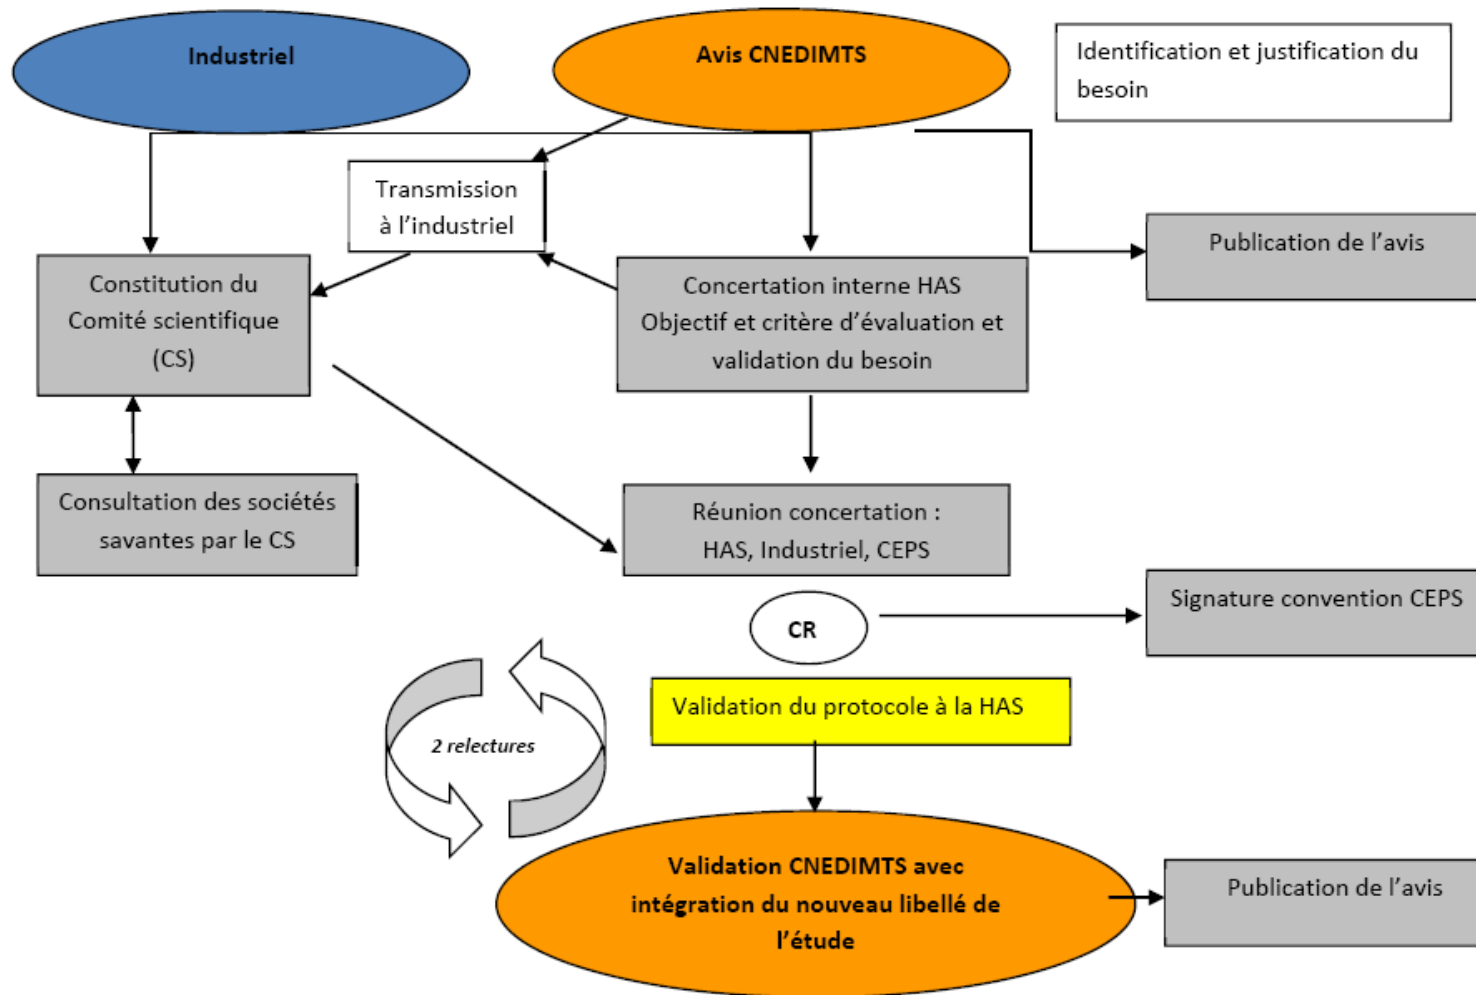 Industriel
Avis CNEDIMTS
Identification et justification du
besoin
Transmission
à l’industriel
Publication de l’avis
Constitution du
Comité scientifique
(CS)
Concertation interne HAS
Objectif et critère d’évaluation et
validation du besoin
Consultation des sociétés
savantes par le CS
Réunion concertation :
HAS, Industriel, CEPS
Signature convention CEPS
CR
Validation du protocole à la HAS
2 relectures
Validation CNEDIMTS avec
intégration du nouveau libellé de
l’étude
Publication de l’avis